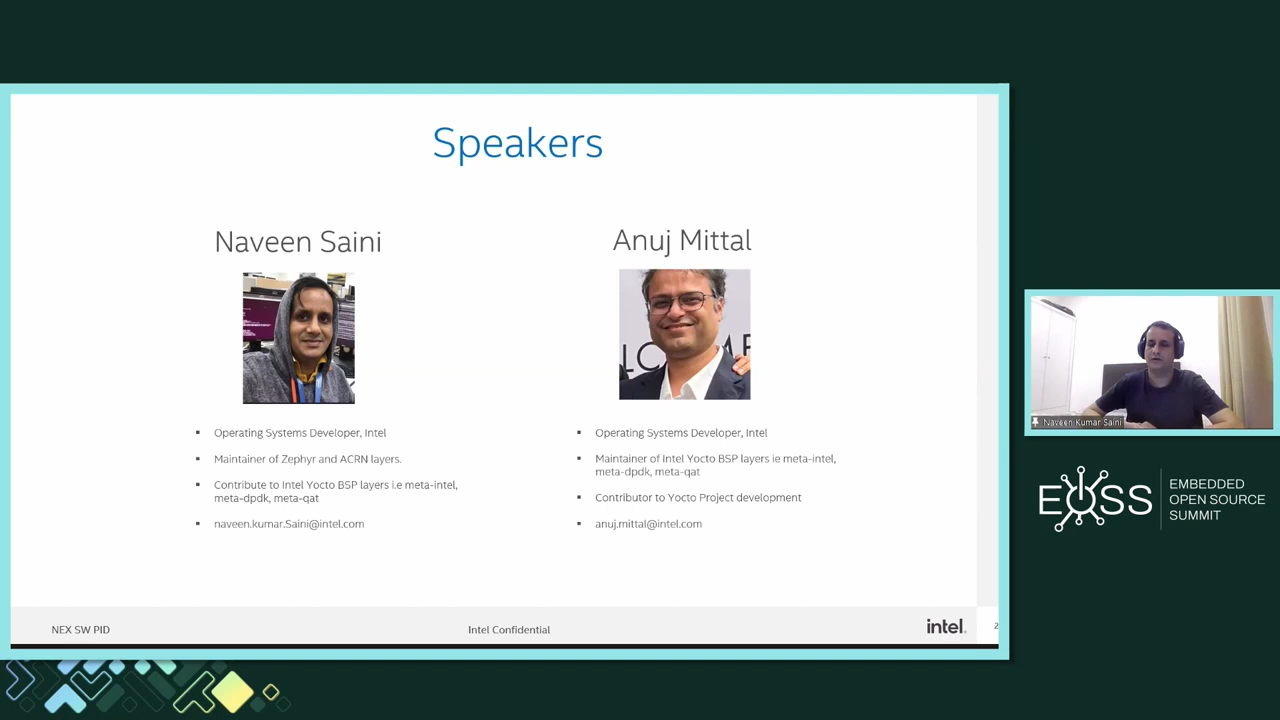 Speakers
Naveen Saini
Operating Systems Developer, Intel
Maintainer of Zephyr and ACRN layers.
Contribute to Intel Yocto BSP layers i.e meta-intel,
meta-dpdk, meta-qat
naveen.kumar.Saini@intel.com
Anuj Mittal
Operating Systems Developer, Intel
Maintainer of Intel Yocto BSP layers ie meta-intel,
meta-dpdk, meta-qat
Contributor to Yocto Project development
anuj.mittal@intel.com
NEX SW PID
Intel Confidential
intel.
2
Naveen Kumar Saini
EOSS
EMBEDDED
OPEN SOURCE
SUMMIT